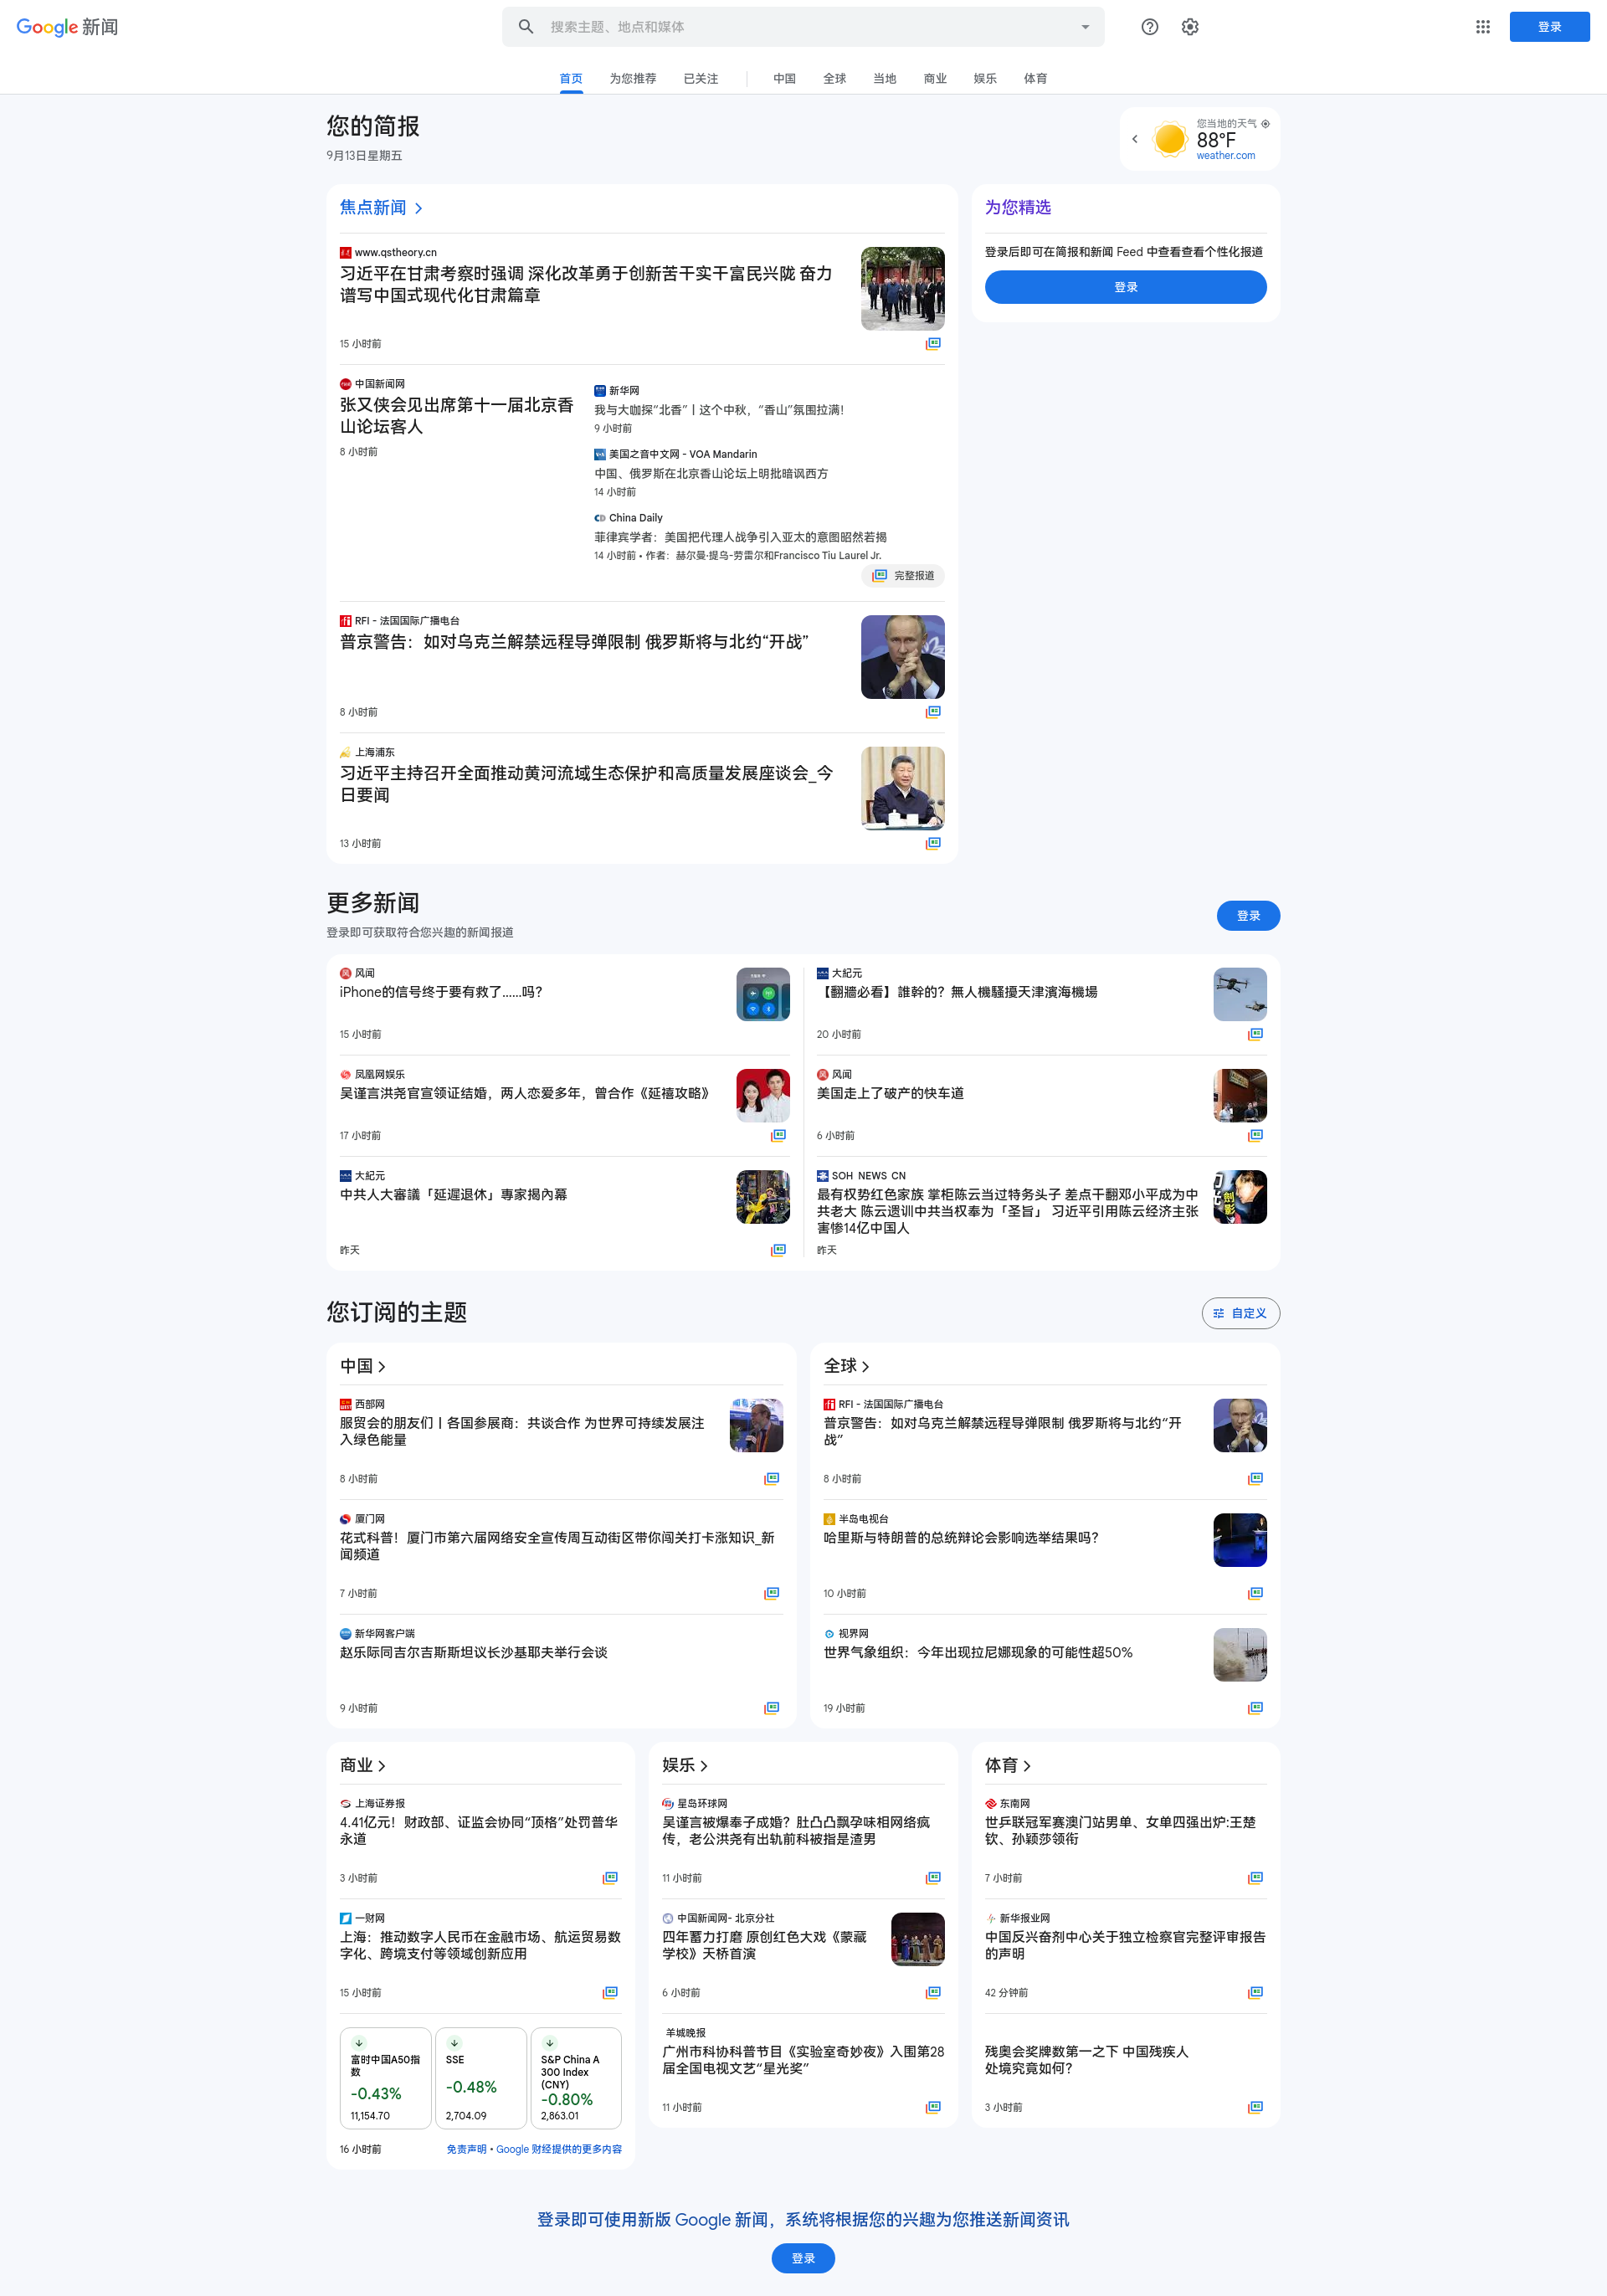 Google 新闻
搜索主题、地点和媒体
登录
首页
为您推荐
已关注
中国
全球
当地
商业
娱乐
体育
您的简报
9月13日星期五
您当地的天气
88°F
weather.com
焦点新闻
www.qstheory.cn
习近平在甘肃考察时强调 深化改革勇于创新苦干实干富民兴陇 奋力
谱写中国式现代化甘肃篇章
15 小时前
中国新闻网
张又侠会见出席第十一届北京香
山论坛客人
8 小时前
新华网
我与大咖探“北香”丨这个中秋，“香山”氛围拉满！
9 小时前
美国之音中文网 - VOA Mandarin
中国、俄罗斯在北京香山论坛上明批暗讽西方
14 小时前
China Daily
菲律宾学者：美国把代理人战争引入亚太的意图昭然若揭
14 小时前 • 作者：赫尔曼·提乌-劳雷尔和Francisco Tiu Laurel Jr.
完整报道
RFI - 法国国际广播电台
普京警告：如对乌克兰解禁远程导弹限制 俄罗斯将与北约“开战”
8 小时前
上海浦东
习近平主持召开全面推动黄河流域生态保护和高质量发展座谈会_今
日要闻
13 小时前
为您精选
登录后即可在简报和新闻 Feed 中查看查看个性化报道
登录
更多新闻
登录即可获取符合您兴趣的新闻报道
登录
风闻
iPhone的信号终于要有救了……吗？
15 小时前
凤凰网娱乐
吴谨言洪尧官宣领证结婚，两人恋爱多年，曾合作《延禧攻略》
17 小时前
大紀元
中共人大審議「延遲退休」專家揭內幕
昨天
大紀元
【翻牆必看】誰幹的？無人機騷擾天津濱海機場
20 小时前
风闻
美国走上了破产的快车道
6 小时前
SOH_NEWS_CN
最有权势红色家族 掌柜陈云当过特务头子 差点干翻邓小平成为中
共老大 陈云遗训中共当权奉为「圣旨」 习近平引用陈云经济主张
害惨14亿中国人
昨天
您订阅的主题
自定义
中国
西部网
服贸会的朋友们丨各国参展商：共谈合作 为世界可持续发展注
入绿色能量
8 小时前
厦门网
花式科普！厦门市第六届网络安全宣传周互动街区带你闯关打卡涨知识_新
闻频道
7 小时前
新华网客户端
赵乐际同吉尔吉斯斯坦议长沙基耶夫举行会谈
9 小时前
全球
RFI - 法国国际广播电台
普京警告：如对乌克兰解禁远程导弹限制 俄罗斯将与北约“开
战”
8 小时前
半岛电视台
哈里斯与特朗普的总统辩论会影响选举结果吗？
10 小时前
视界网
世界气象组织：今年出现拉尼娜现象的可能性超50%
19 小时前
商业
上海证券报
4.41亿元！财政部、证监会协同“顶格”处罚普华
永道
3 小时前
一财网
上海：推动数字人民币在金融市场、航运贸易数
字化、跨境支付等领域创新应用
15 小时前
富时中国A50指
数
-0.43%
11,154.70
SSE
-0.48%
2,704.09
S&P China A
300 Index
(CNY)
-0.80%
2,863.01
16 小时前
免责声明 • Google 财经提供的更多内容
娱乐
星岛环球网
吴谨言被爆奉子成婚？肚凸凸飘孕味相网络疯
传，老公洪尧有出轨前科被指是渣男
11 小时前
中国新闻网- 北京分社
四年蓄力打磨 原创红色大戏《蒙藏
学校》天桥首演
6 小时前
羊城晚报
广州市科协科普节目《实验室奇妙夜》入围第28
届全国电视文艺“星光奖”
11 小时前
体育
东南网
世乒联冠军赛澳门站男单、女单四强出炉:王楚
钦、孙颖莎领衔
7 小时前
新华报业网
中国反兴奋剂中心关于独立检察官完整评审报告
的声明
42 分钟前
残奥会奖牌数第一之下 中国残疾人
处境究竟如何？
3 小时前
登录即可使用新版 Google 新闻，系统将根据您的兴趣为您推送新闻资讯
登录